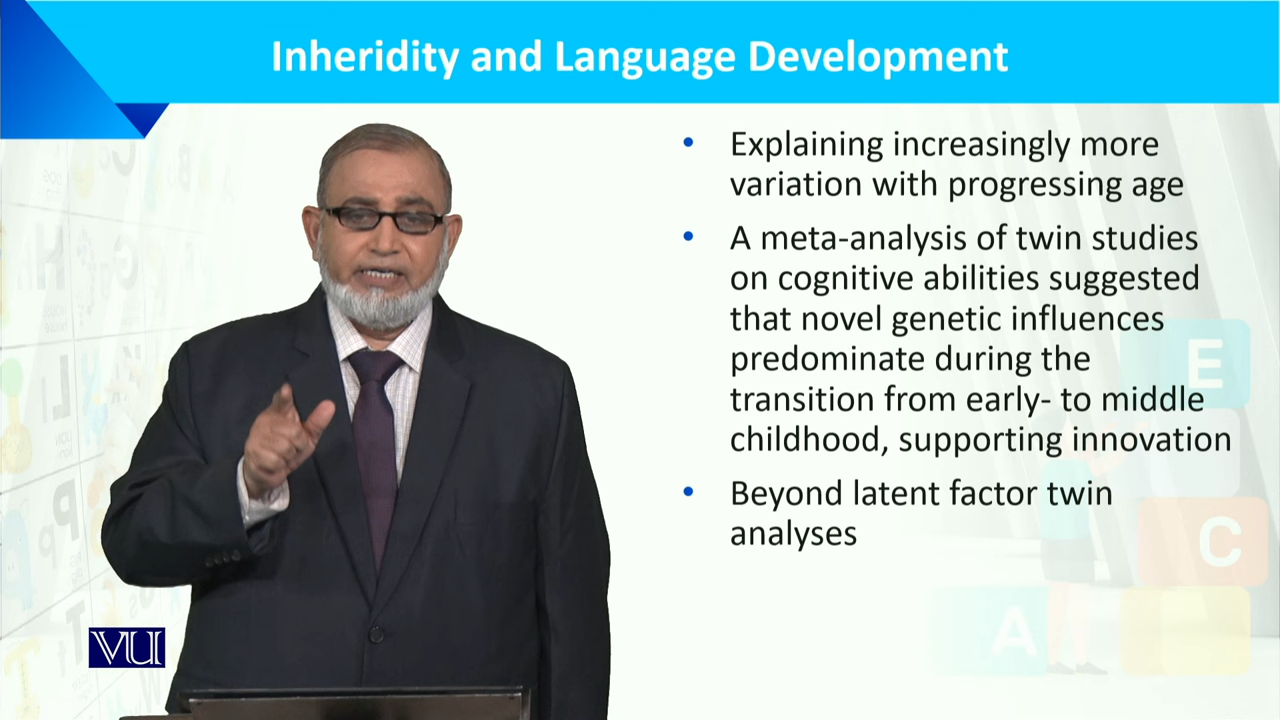 Inheridity and Language Development
Explaining increasingly more
variation with progressing age
A meta-analysis of twin studies
on cognitive abilities suggested
that novel genetic influences
predominate during the
transition from early- to middle
childhood, supporting innovation
Beyond latent factor twin
analyses
VU
E
C
A